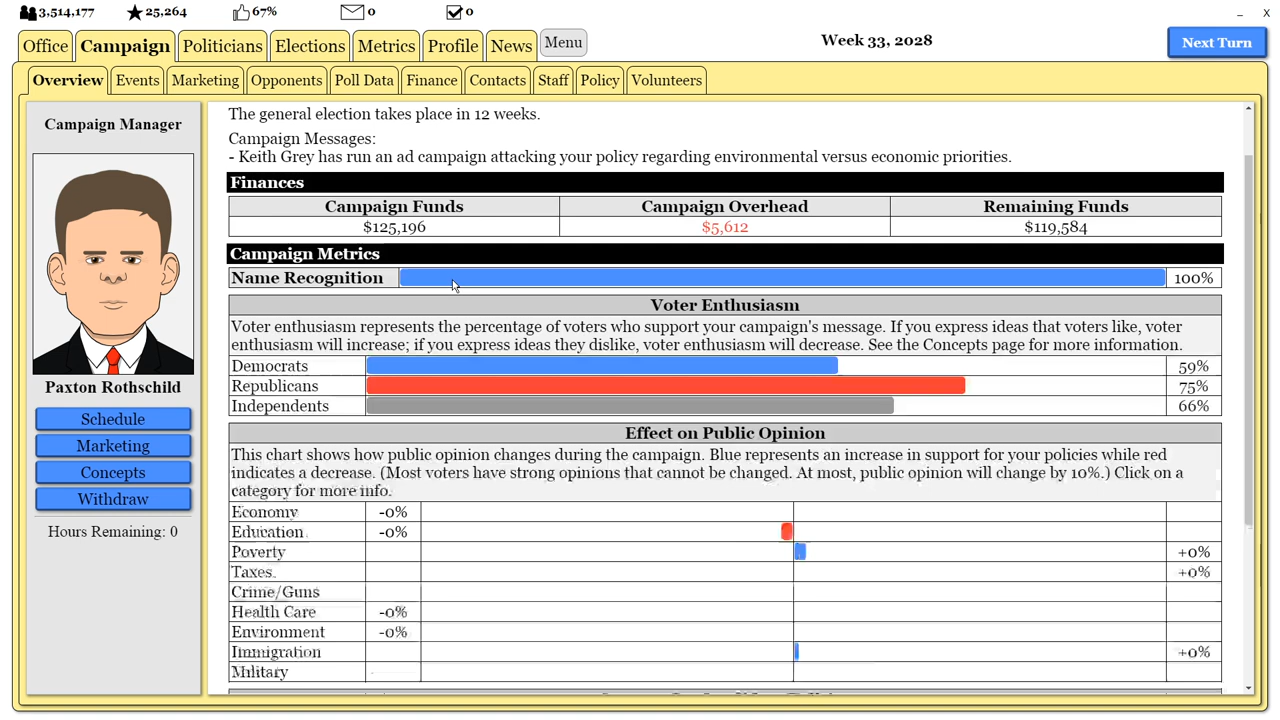 3,514,177 25,264 67% 0 0
_ X
Office Campaign Politicians Elections Metrics Profile News Menu Week 33, 2028 Next Turn
Overview Events Marketing Opponents Poll Data Finance Contacts Staff Policy Volunteers
Campaign Manager
Paxton Rothschild
Schedule
Marketing
Concepts
Withdraw
Hours Remaining: 0
The general election takes place in 12 weeks.
Campaign Messages:
- Keith Grey has run an ad campaign attacking your policy regarding environmental versus economic priorities.
Finances
Campaign Funds Campaign Overhead Remaining Funds
$125,196 $5,612 $119,584
Campaign Metrics
Name Recognition 100%
Voter Enthusiasm
Voter enthusiasm represents the percentage of voters who support your campaign's message. If you express ideas that voters like, voter
enthusiasm will increase; if you express ideas they dislike, voter enthusiasm will decrease. See the Concepts page for more information.
Democrats 59%
Republicans 75%
Independents 66%
Effect on Public Opinion
This chart shows how public opinion changes during the campaign. Blue represents an increase in support for your policies while red
indicates a decrease. (Most voters have strong opinions that cannot be changed. At most, public opinion will change by 10%.) Click on a
category for more info.
Economy -0%
Education -0%
Poverty +0%
Taxes +0%
Crime/Guns
Health Care -0%
Environment -0%
Immigration +0%
Military